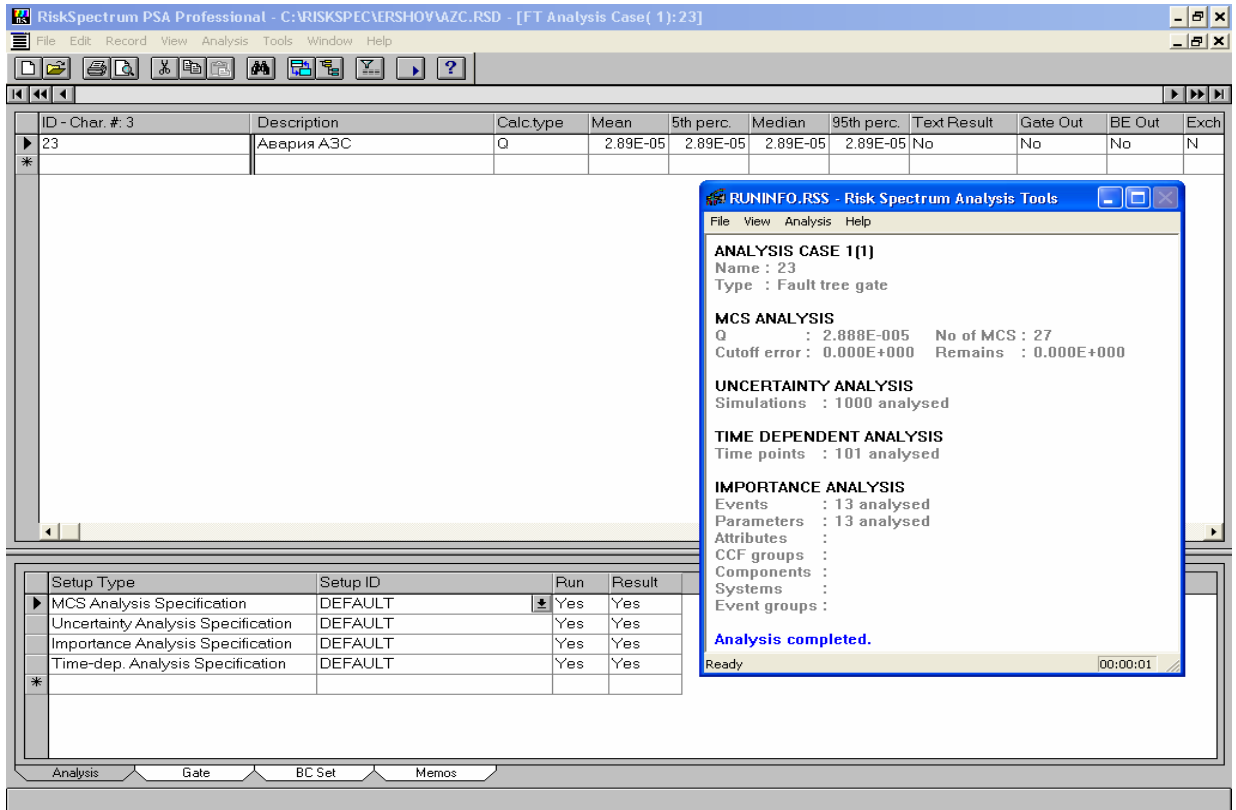 RiskSpectrum PSA Professional - C:\RISKSPEC\ERSHOV\AZC.RSD - [FT Analysis Case( 1):23]
File Edit Record View Analysis Tools Window Help
ID - Char. #: 3 Description Calc.type Mean 5th perc. Median 95th perc. Text Result Gate Out BE Out Exch
23 Авария АЗС Q 2.89E-05 2.89E-05 2.89E-05 2.89E-05 No No No N
RUNINFO.RSS - Risk Spectrum Analysis Tools
File View Analysis Help
ANALYSIS CASE 1(1)
Name : 23
Type : Fault tree gate
MCS ANALYSIS
Q : 2.888E-005 No of MCS : 27
Cutoff error : 0.000E+000 Remains : 0.000E+000
UNCERTAINTY ANALYSIS
Simulations : 1000 analysed
TIME DEPENDENT ANALYSIS
Time points : 101 analysed
IMPORTANCE ANALYSIS
Events : 13 analysed
Parameters : 13 analysed
Attributes :
CCF groups :
Components :
Systems :
Event groups :
Analysis completed.
Ready 00:00:01
Setup Type Setup ID Run Result
MCS Analysis Specification DEFAULT Yes Yes
Uncertainty Analysis Specification DEFAULT Yes Yes
Importance Analysis Specification DEFAULT Yes Yes
Time-dep. Analysis Specification DEFAULT Yes Yes
Analysis Gate BC Set Memos